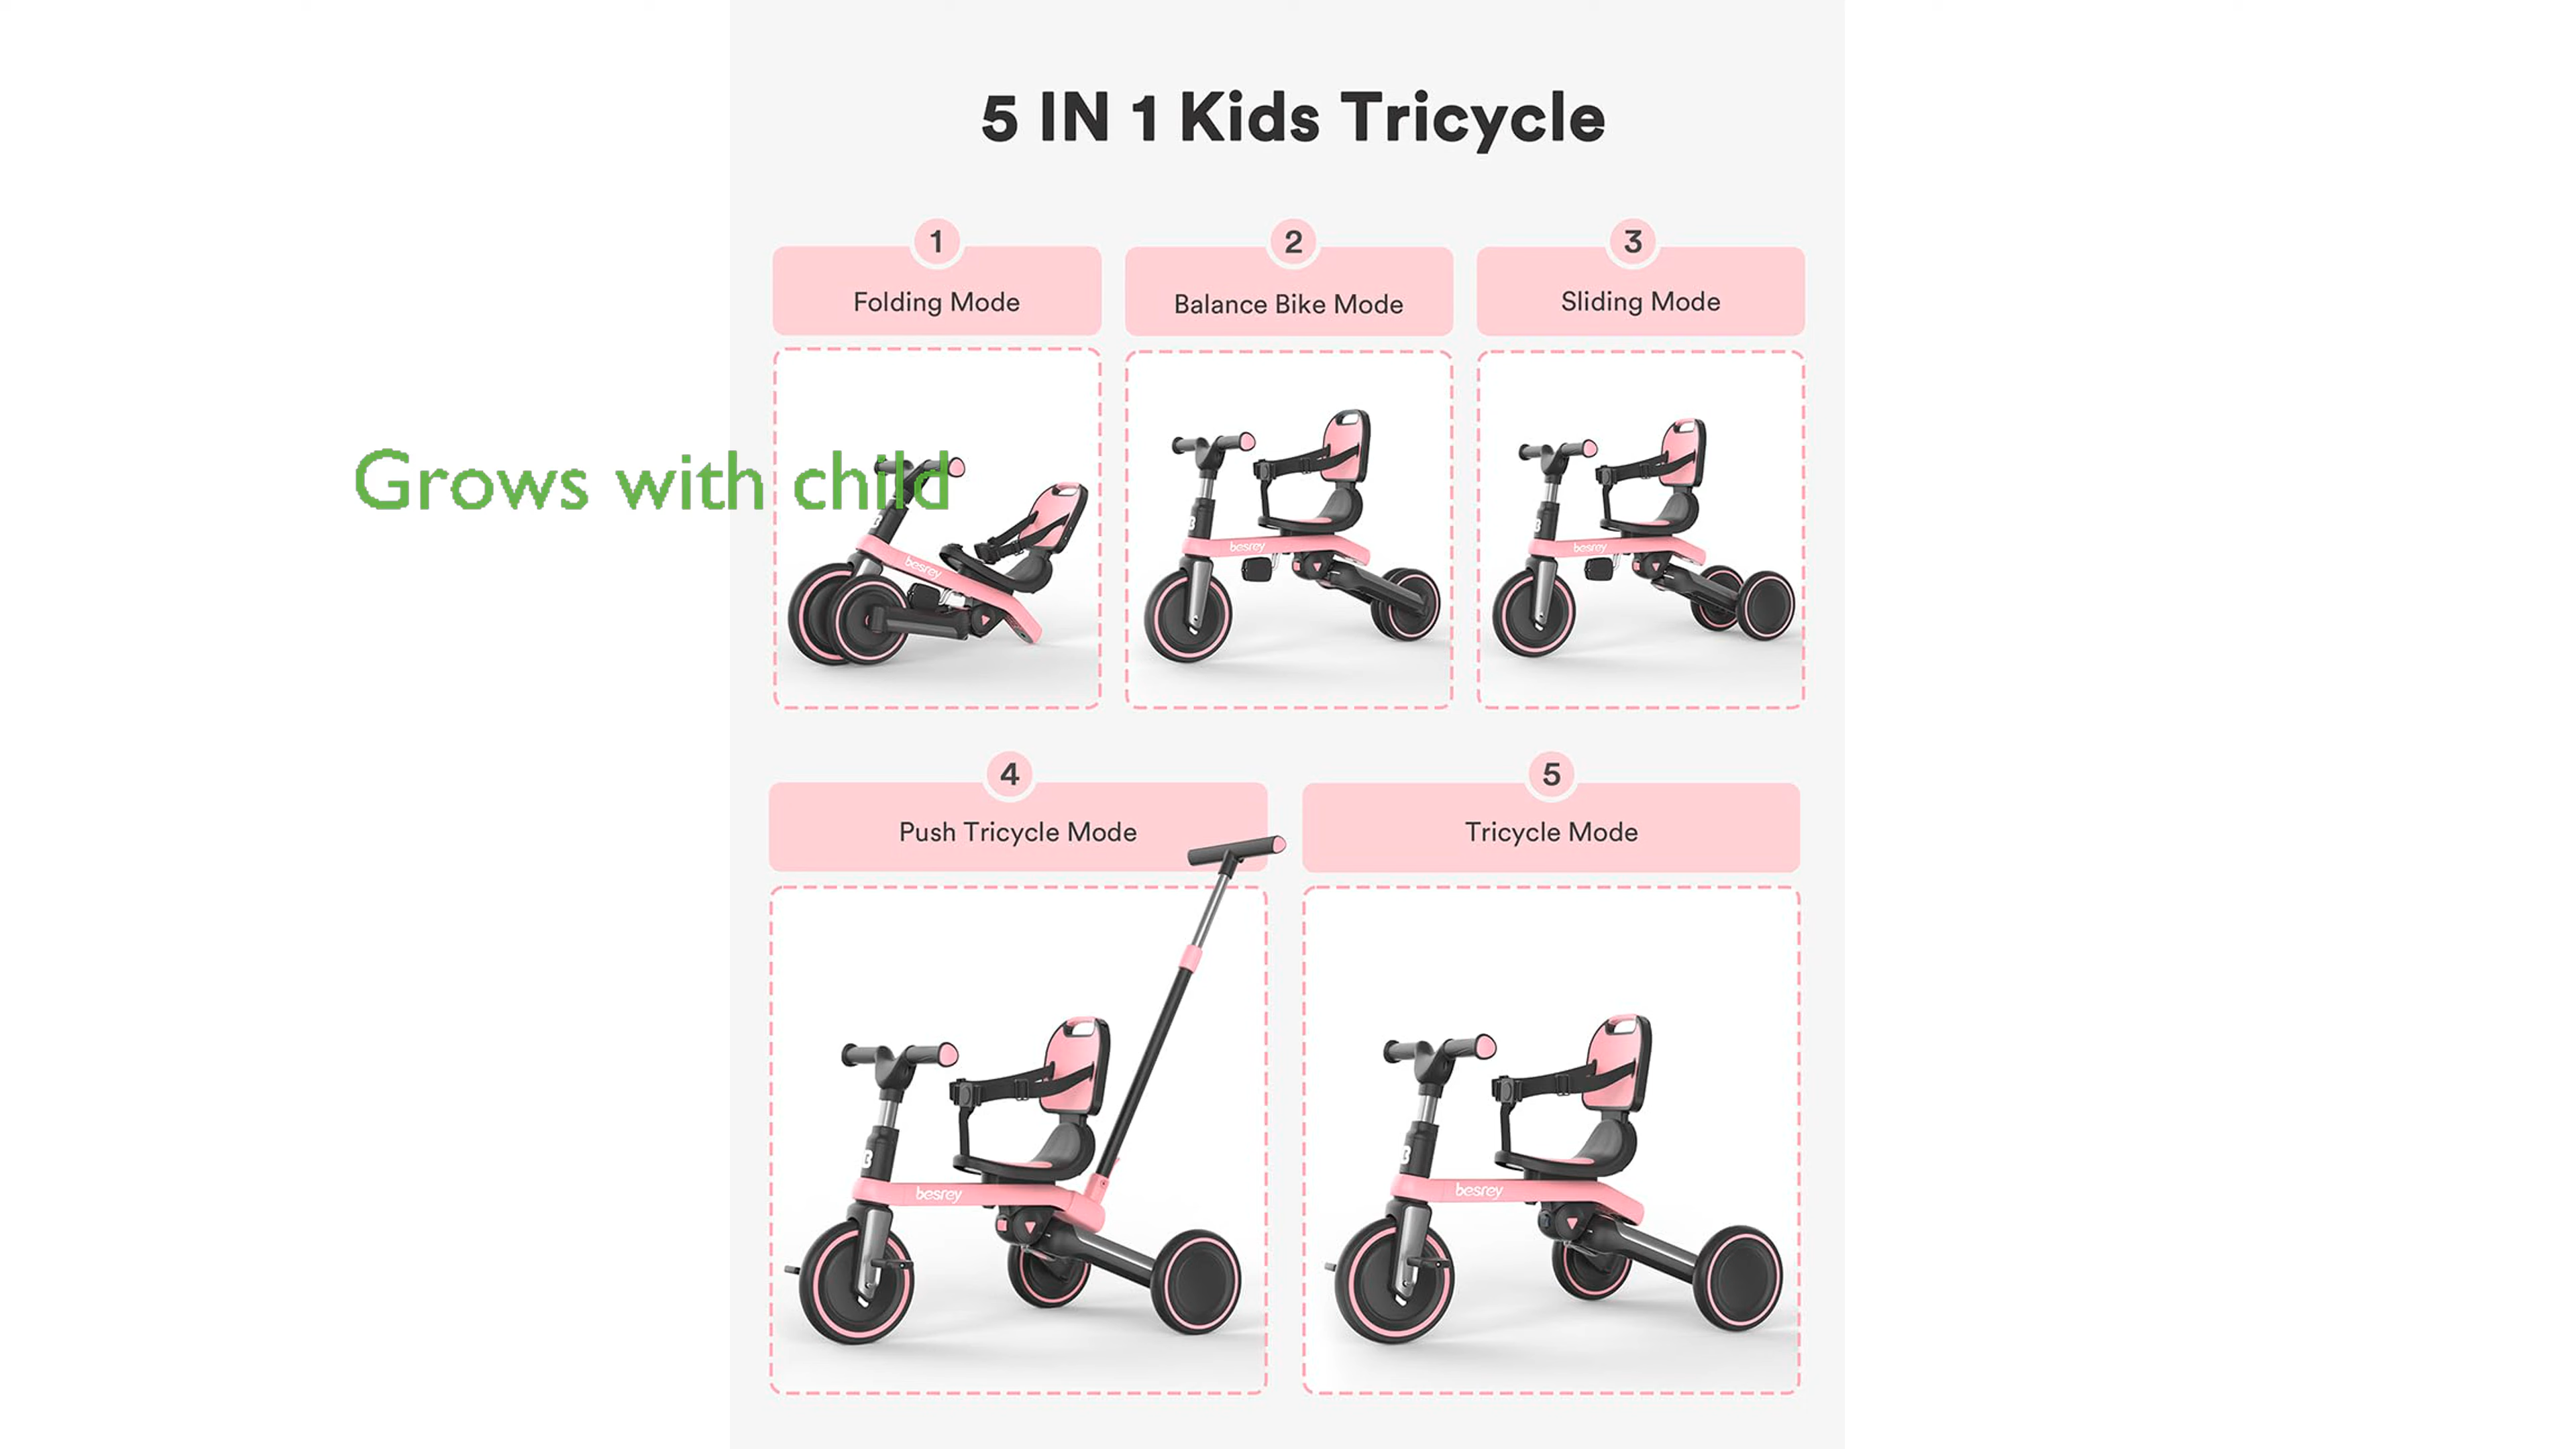 5 IN 1 Kids Tricycle
1
Folding Mode
2
Balance Bike Mode
3
Sliding Mode
Grows with child
besrey
besrey
besrey
4
Push Tricycle Mode
5
Tricycle Mode
B
besrey
B
besrey